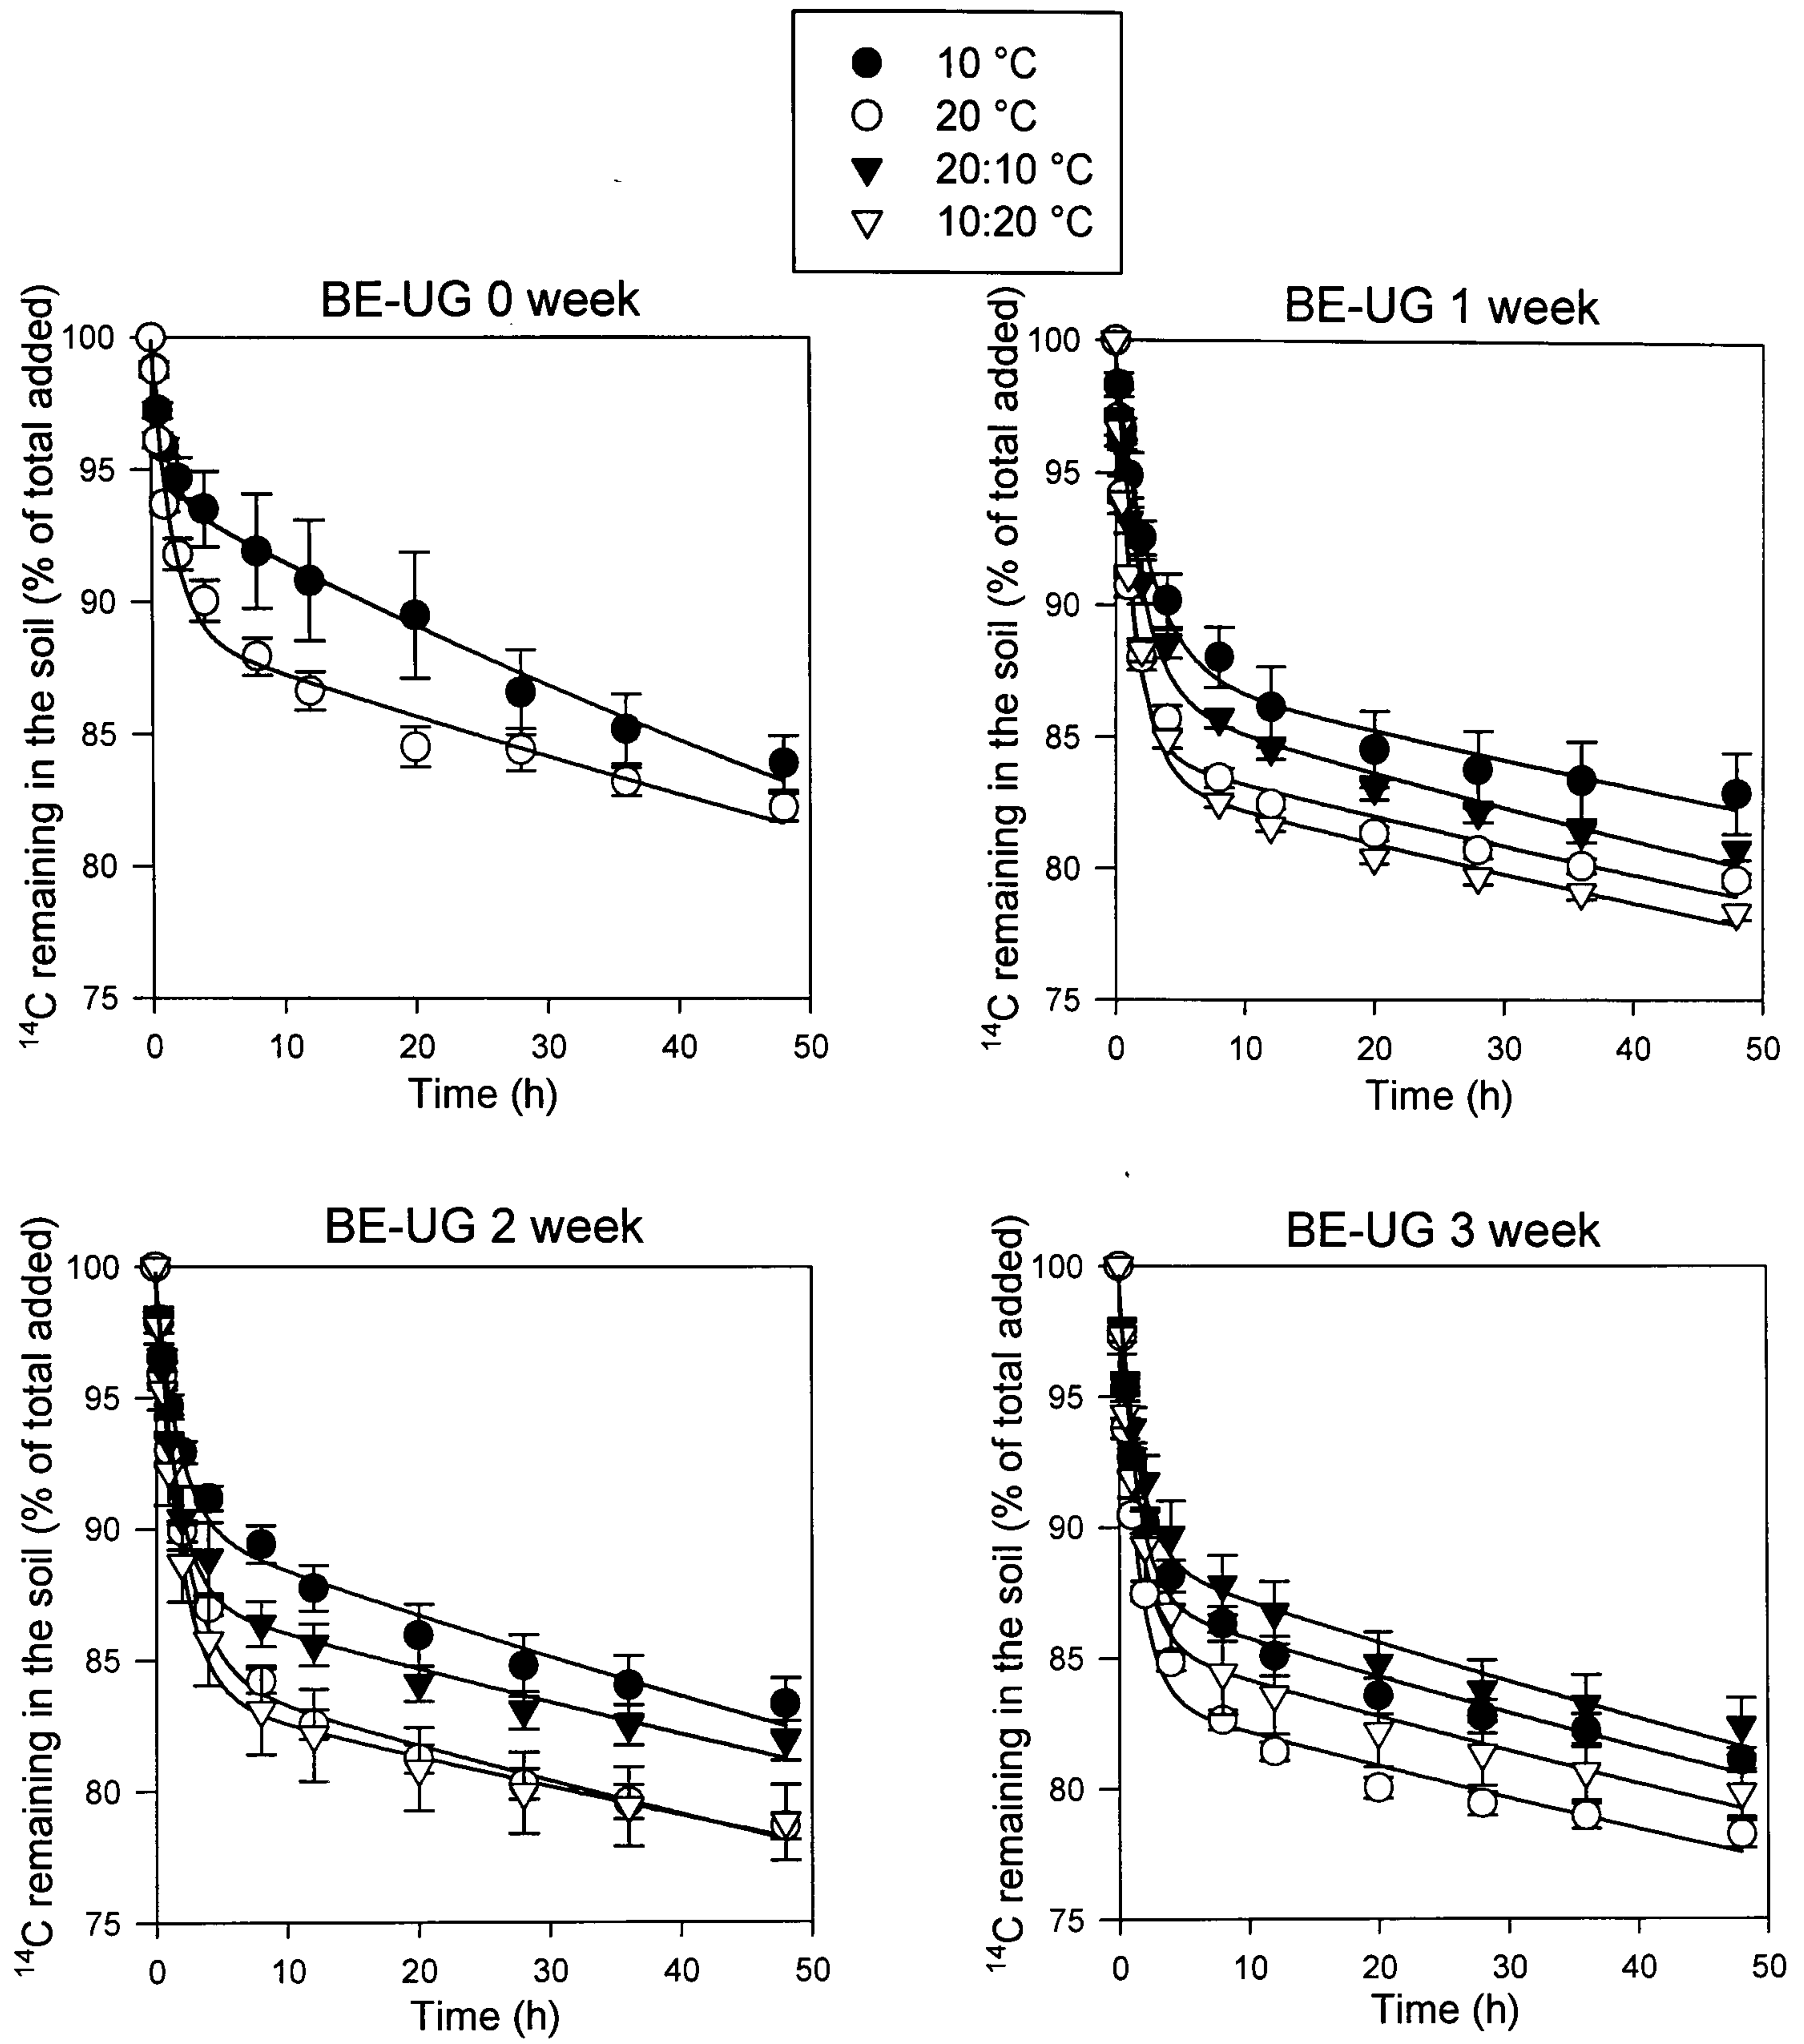 10 °C
20 °C
20:10 °C
10:20 °C
BE-UG 0 week
¹⁴C remaining in the soil (% of total added)
100
95
90
85
80
75
0 10 20 30 40 50
Time (h)
BE-UG 1 week
¹⁴C remaining in the soil (% of total added)
100
95
90
85
80
75
0 10 20 30 40 50
Time (h)
BE-UG 2 week
¹⁴C remaining in the soil (% of total added)
100
95
90
85
80
75
0 10 20 30 40 50
Time (h)
BE-UG 3 week
¹⁴C remaining in the soil (% of total added)
100
95
90
85
80
75
0 10 20 30 40 50
Time (h)